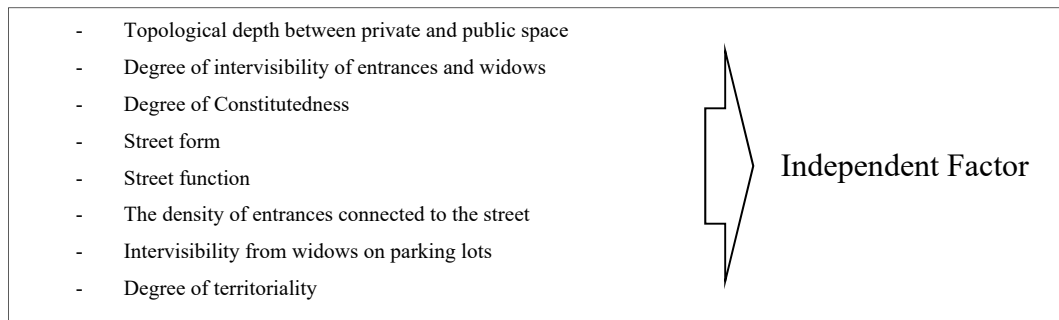 - Topological depth between private and public space
- Degree of intervisibility of entrances and widows
- Degree of Constitutedness
- Street form
- Street function
- The density of entrances connected to the street
- Intervisibility from widows on parking lots
- Degree of territoriality
Independent Factor